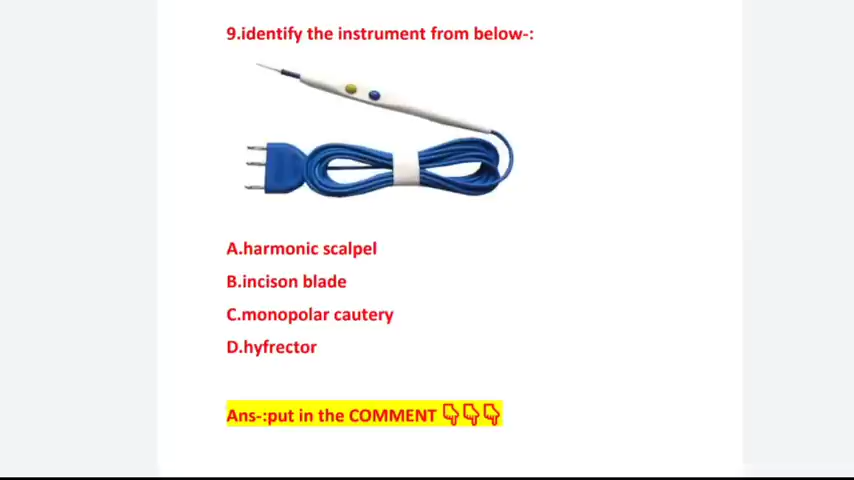 9.identify the instrument from below-:
A.harmonic scalpel
B.incison blade
C.monopolar cautery
D.hyfrector
Ans-:put in the COMMENT 👇👇👇